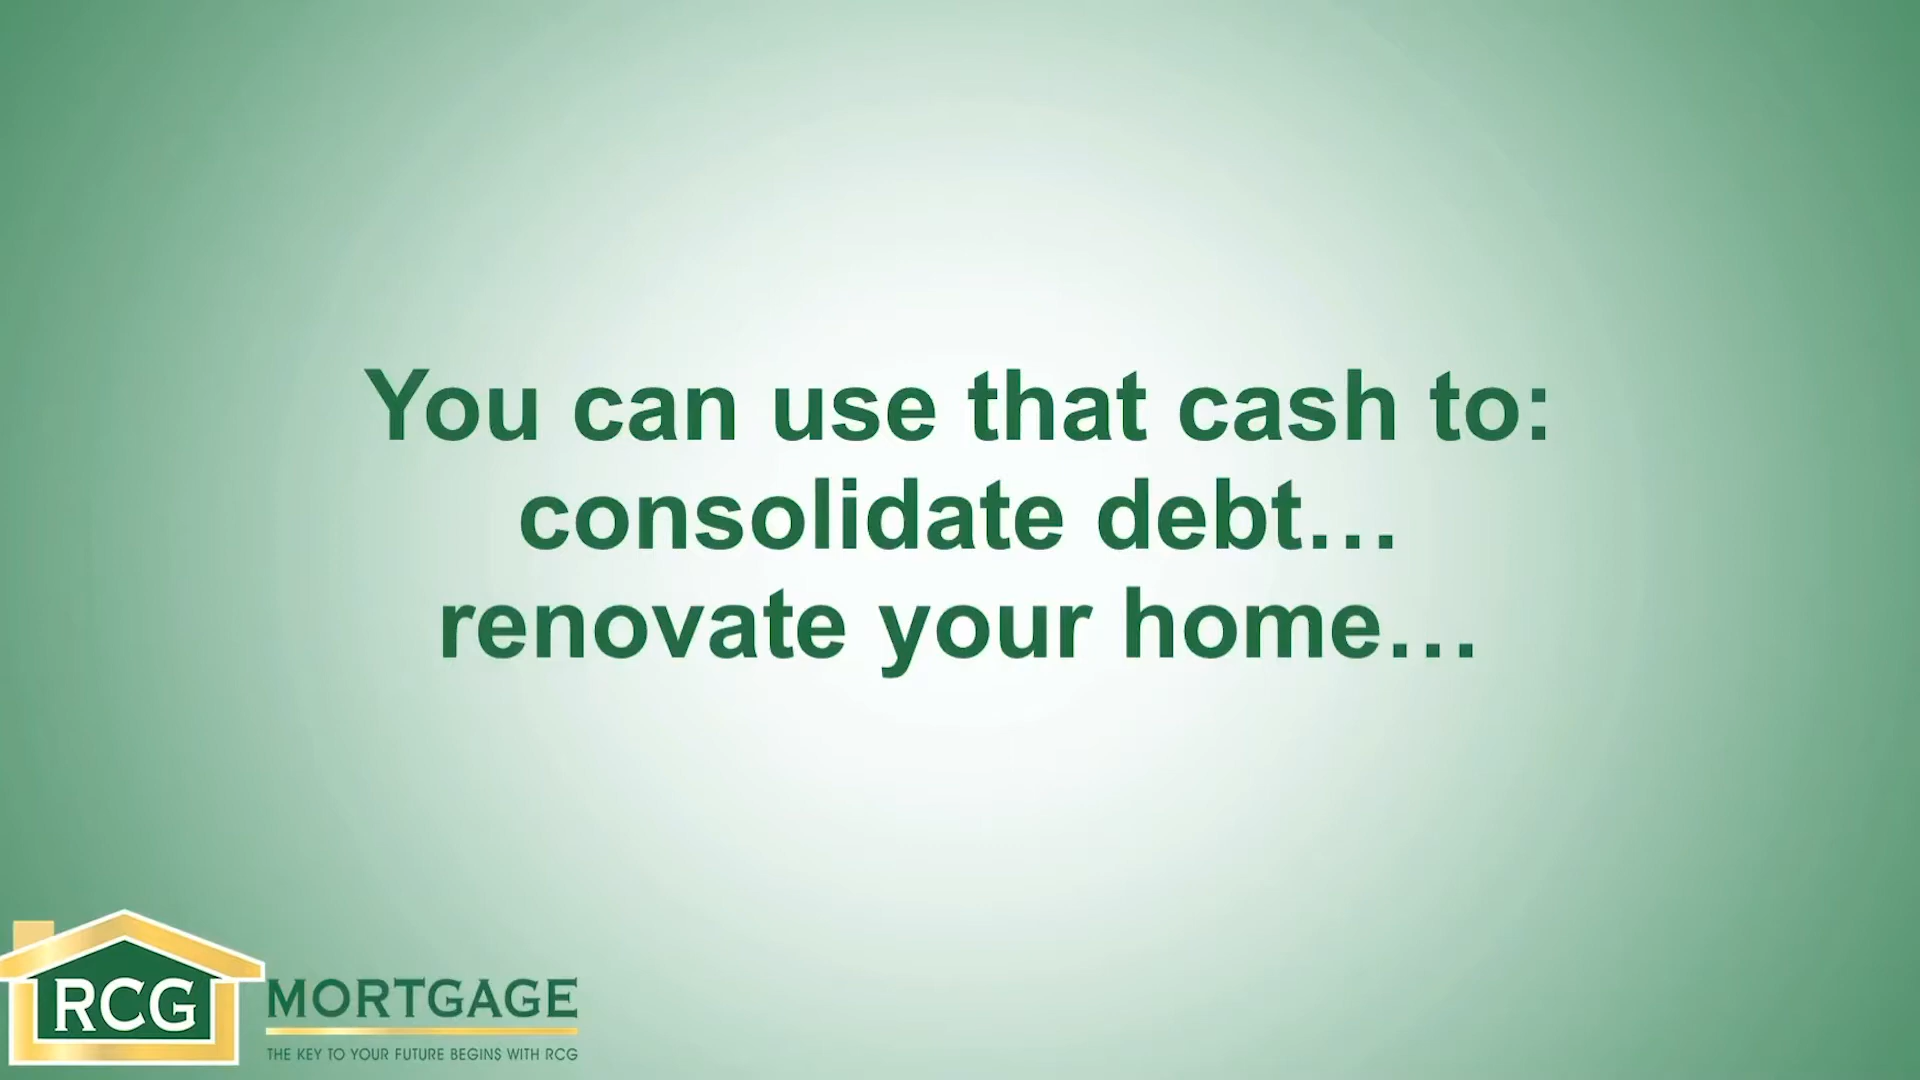 You can use that cash to:
consolidate debt...
renovate your home...
RCG
MORTGAGE
THE KEY TO YOUR FUTURE BEGINS WITH RCG